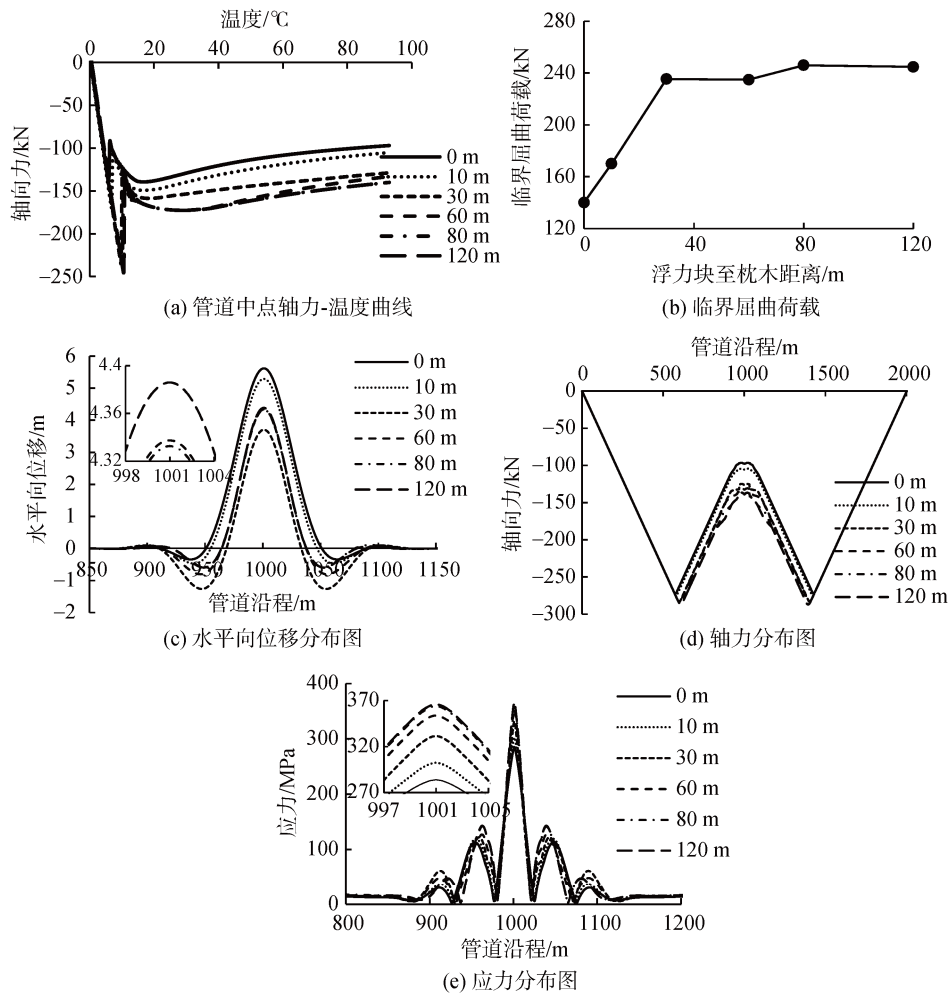 温度/℃
0 20 40 60 80 100
轴向力/kN
0
−50
−100
−150
−200
−250
0 m
10 m
30 m
60 m
80 m
120 m
(a) 管道中点轴力-温度曲线
临界屈曲荷载/kN
280
240
200
160
120
0 40 80 120
浮力块至枕木距离/m
(b) 临界屈曲荷载
水平向位移/m
6
5
4
3
2
1
0
−1
−2
4.4
4.36
4.32
998 1001 1004
0 m
10 m
30 m
60 m
80 m
120 m
850 900 950 1000 1050 1100 1150
管道沿程/m
(c) 水平向位移分布图
管道沿程/m
0 500 1000 1500 2000
轴向力/kN
0
−50
−100
−150
−200
−250
−300
0 m
10 m
30 m
60 m
80 m
120 m
(d) 轴力分布图
应力/MPa
400
300
200
100
0
370
320
270
997 1001 1005
0 m
10 m
30 m
60 m
80 m
120 m
800 900 1000 1100 1200
管道沿程/m
(e) 应力分布图